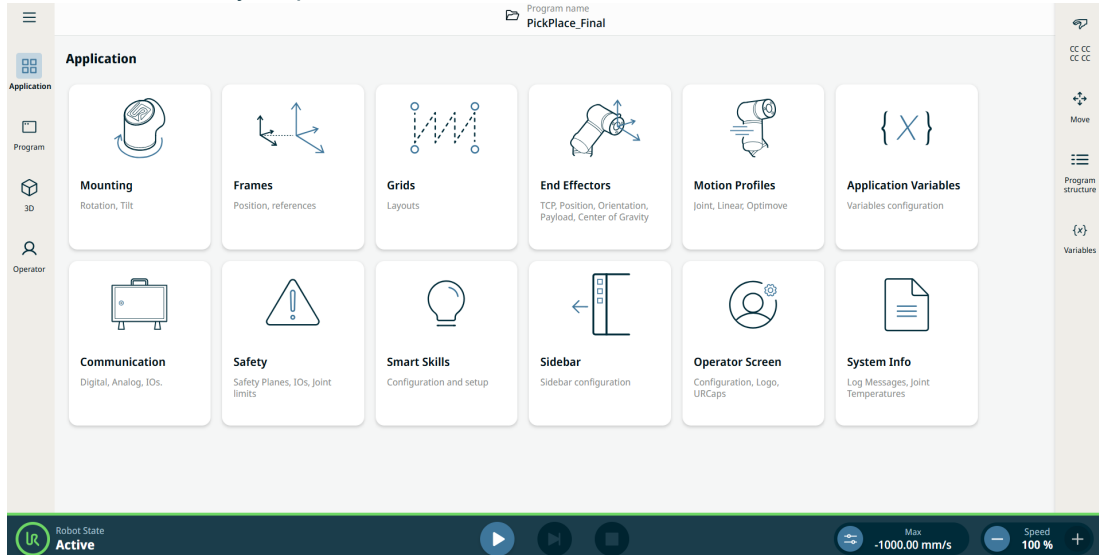 Program name
PickPlace_Final
Application
CC CC
CC CC
Application
Move
Program
Program
structure
3D
Variables
Operator
Mounting
Rotation, Tilt
Frames
Position, references
Grids
Layouts
End Effectors
TCP, Position, Orientation,
Payload, Center of Gravity
Motion Profiles
Joint, Linear, Optimove
Application Variables
Variables configuration
Communication
Digital, Analog, IOs.
Safety
Safety Planes, IOs, Joint
limits
Smart Skills
Configuration and setup
Sidebar
Sidebar configuration
Operator Screen
Configuration, Logo,
URCaps
System Info
Log Messages, Joint
Temperatures
Robot State
Active
Max
-1000.00 mm/s
Speed
100 %